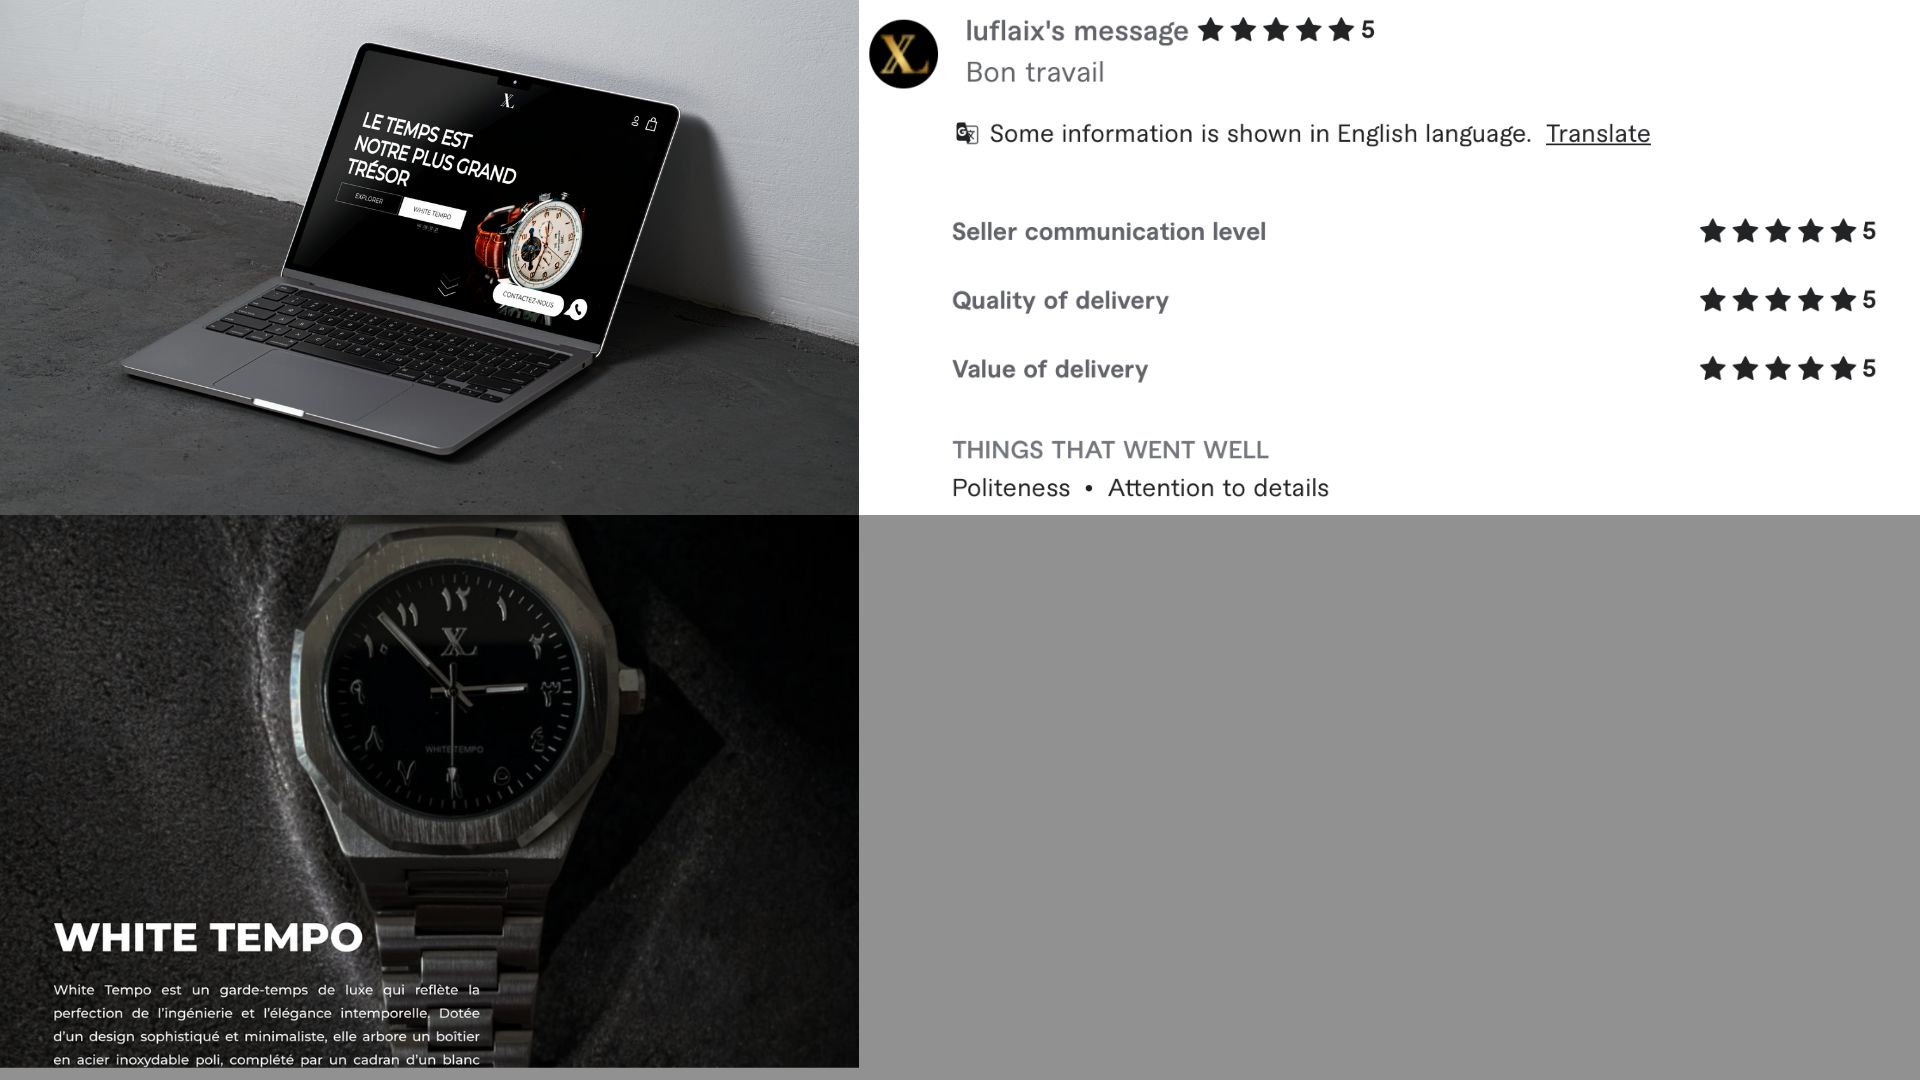 LE TEMPS EST
NOTRE PLUS GRAND
TRÉSOR
EXPLORER
WHITE TEMPO
CONTACTEZ-NOUS
luflaix's message 5
Bon travail
Some information is shown in English language. Translate
Seller communication level 5
Quality of delivery 5
Value of delivery 5
THINGS THAT WENT WELL
Politeness • Attention to details
١٢
١
٢
٣
٤
٥
٧
٨
٩
١٠
١١
XL
WHITE TEMPO
WHITE TEMPO
White Tempo est un garde-temps de luxe qui reflète la
perfection de l'ingénierie et l'élégance intemporelle. Dotée
d'un design sophistiqué et minimaliste, elle arbore un boîtier
en acier inoxydable poli, complété par un cadran d'un blanc